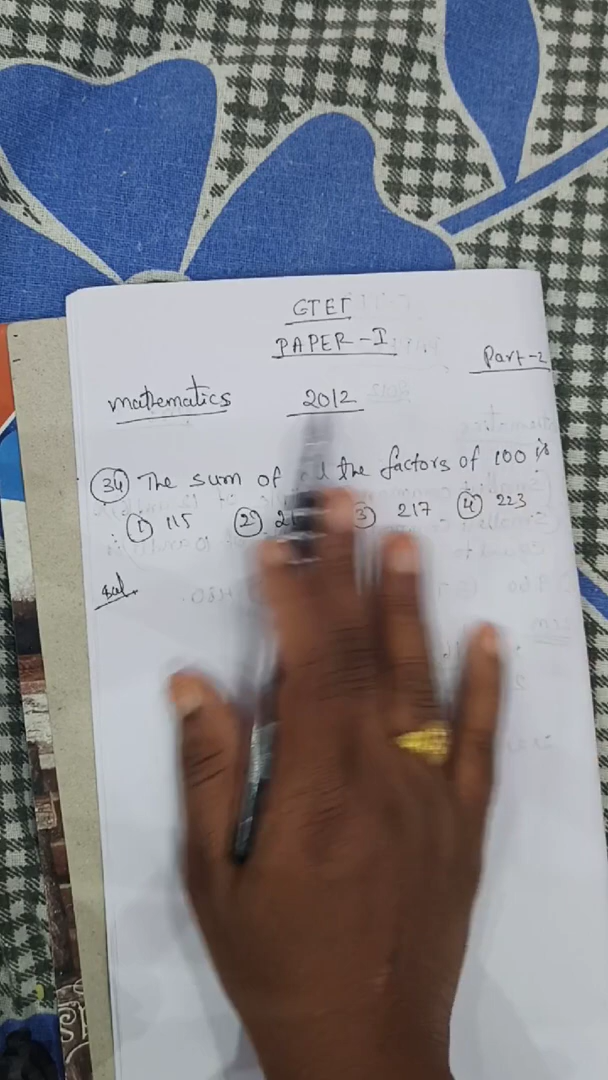 GTET
PAPER-I
Part-2
mathematics 2012
34 The sum of the factors of 100 is
1 115 2 3 217 4 223
Sol.